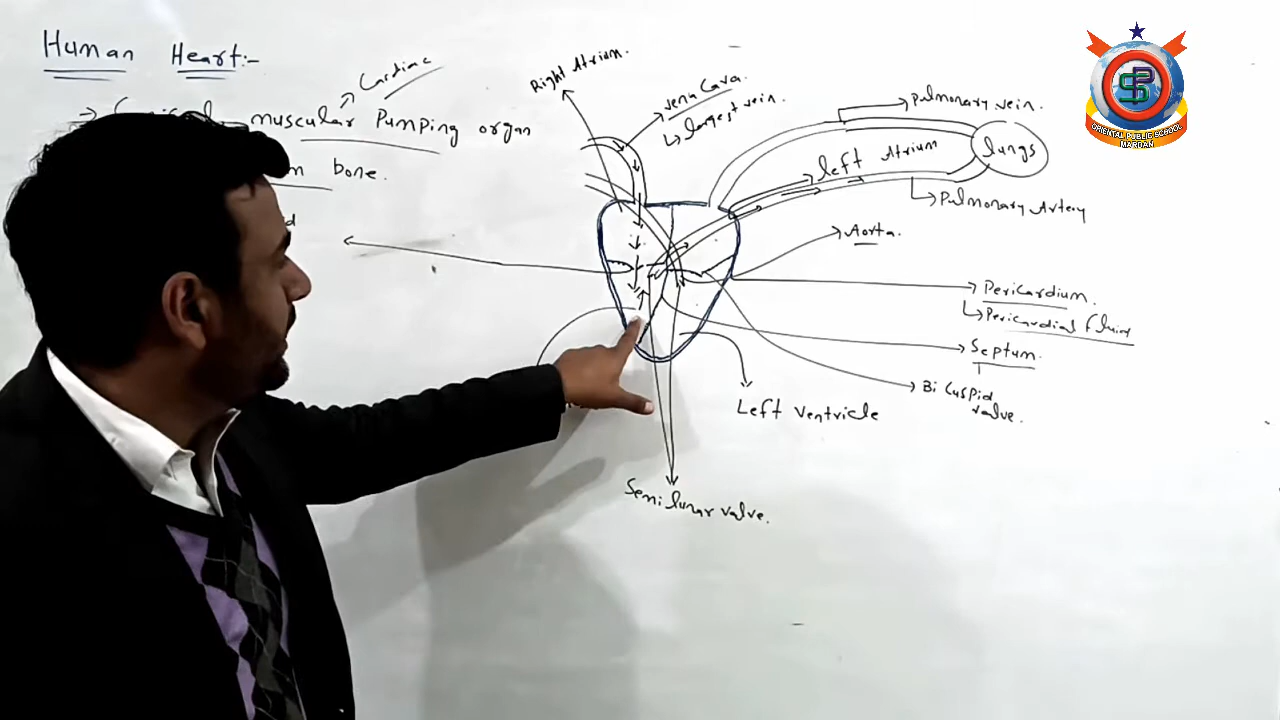 Human Heart:-
Cardiac
→ muscular Pumping organ
bone.
Right Atrium.
vena Cava.
largest vein.
Pulmonary vein.
lungs
left Atrium
Pulmonary Artery
Aorta.
Pericardium.
Pericardial fluid
Septum.
Bi Cuspid
valve.
Left ventricle
Semi lunar valve.
SPS
ORIENTAL PUBLIC SCHOOL
MARDAN